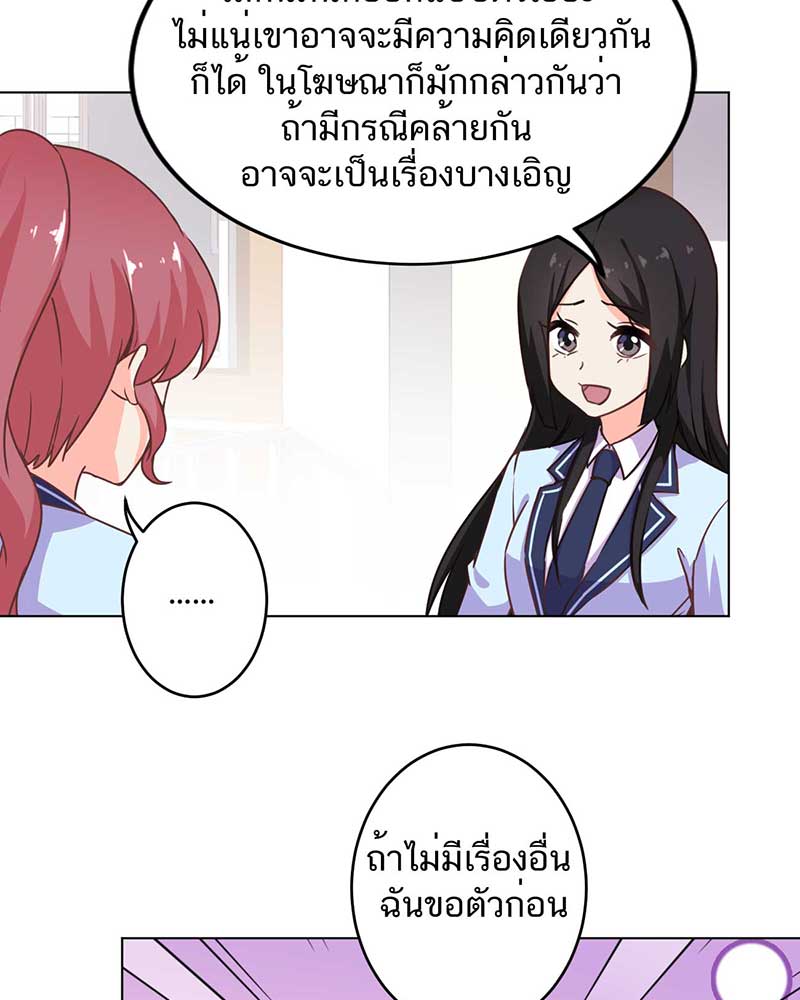 ไม่แน่เขาอาจจะมีความคิดเดียวกัน
ก็ได้ ในโฆษณาก็มักกล่าวกันว่า
ถ้ามีกรณีคล้ายกัน
อาจจะเป็นเรื่องบางเอิญ
......
ถ้าไม่มีเรื่องอื่น
ฉันขอตัวก่อน